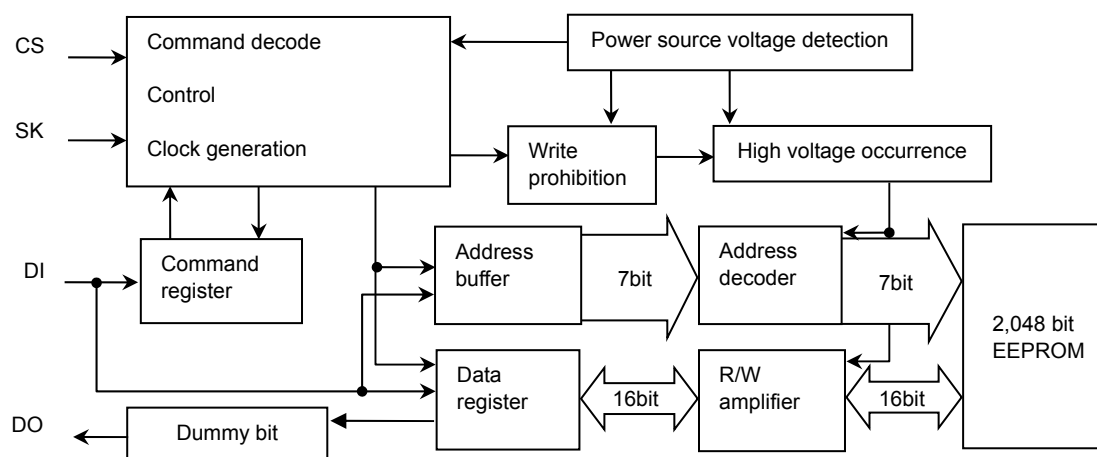 CS
Command decode
Control
Clock generation
Power source voltage detection
SK
Write
prohibition
High voltage occurrence
DI
Command
register
Address
buffer
7bit
Address
decoder
7bit
2,048 bit
EEPROM
Data
register
16bit
R/W
amplifier
16bit
DO
Dummy bit